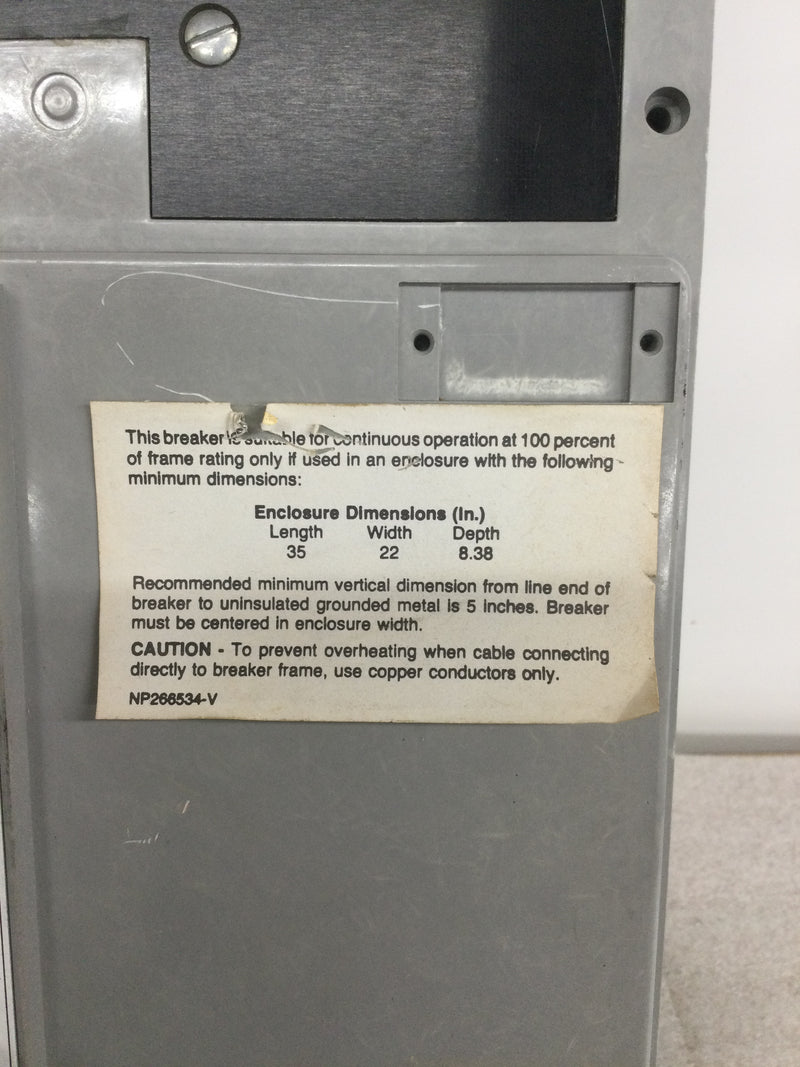 This breaker is suitable for continuous operation at 100 percent
of frame rating only if used in an enclosure with the following
minimum dimensions:
Enclosure Dimensions (In.)
Length Width Depth
35 22 8.38
Recommended minimum vertical dimension from line end of
breaker to uninsulated grounded metal is 5 inches. Breaker
must be centered in enclosure width.
CAUTION - To prevent overheating when cable connecting
directly to breaker frame, use copper conductors only.
NP266534-V